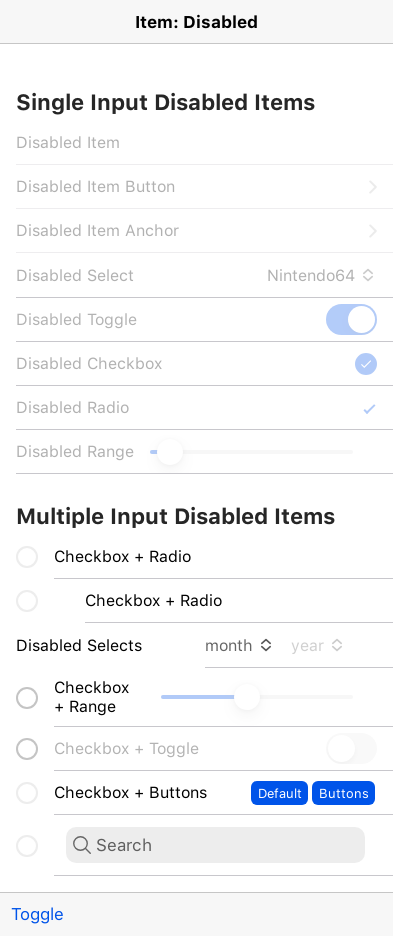 Item: Disabled
Single Input Disabled Items
Disabled Item
Disabled Item Button
Disabled Item Anchor
Disabled Select Nintendo64
Disabled Toggle
Disabled Checkbox
Disabled Radio
Disabled Range
Multiple Input Disabled Items
Checkbox + Radio
Checkbox + Radio
Disabled Selects month year
Checkbox
+ Range
Checkbox + Toggle
Checkbox + Buttons Default Buttons
Search
Toggle